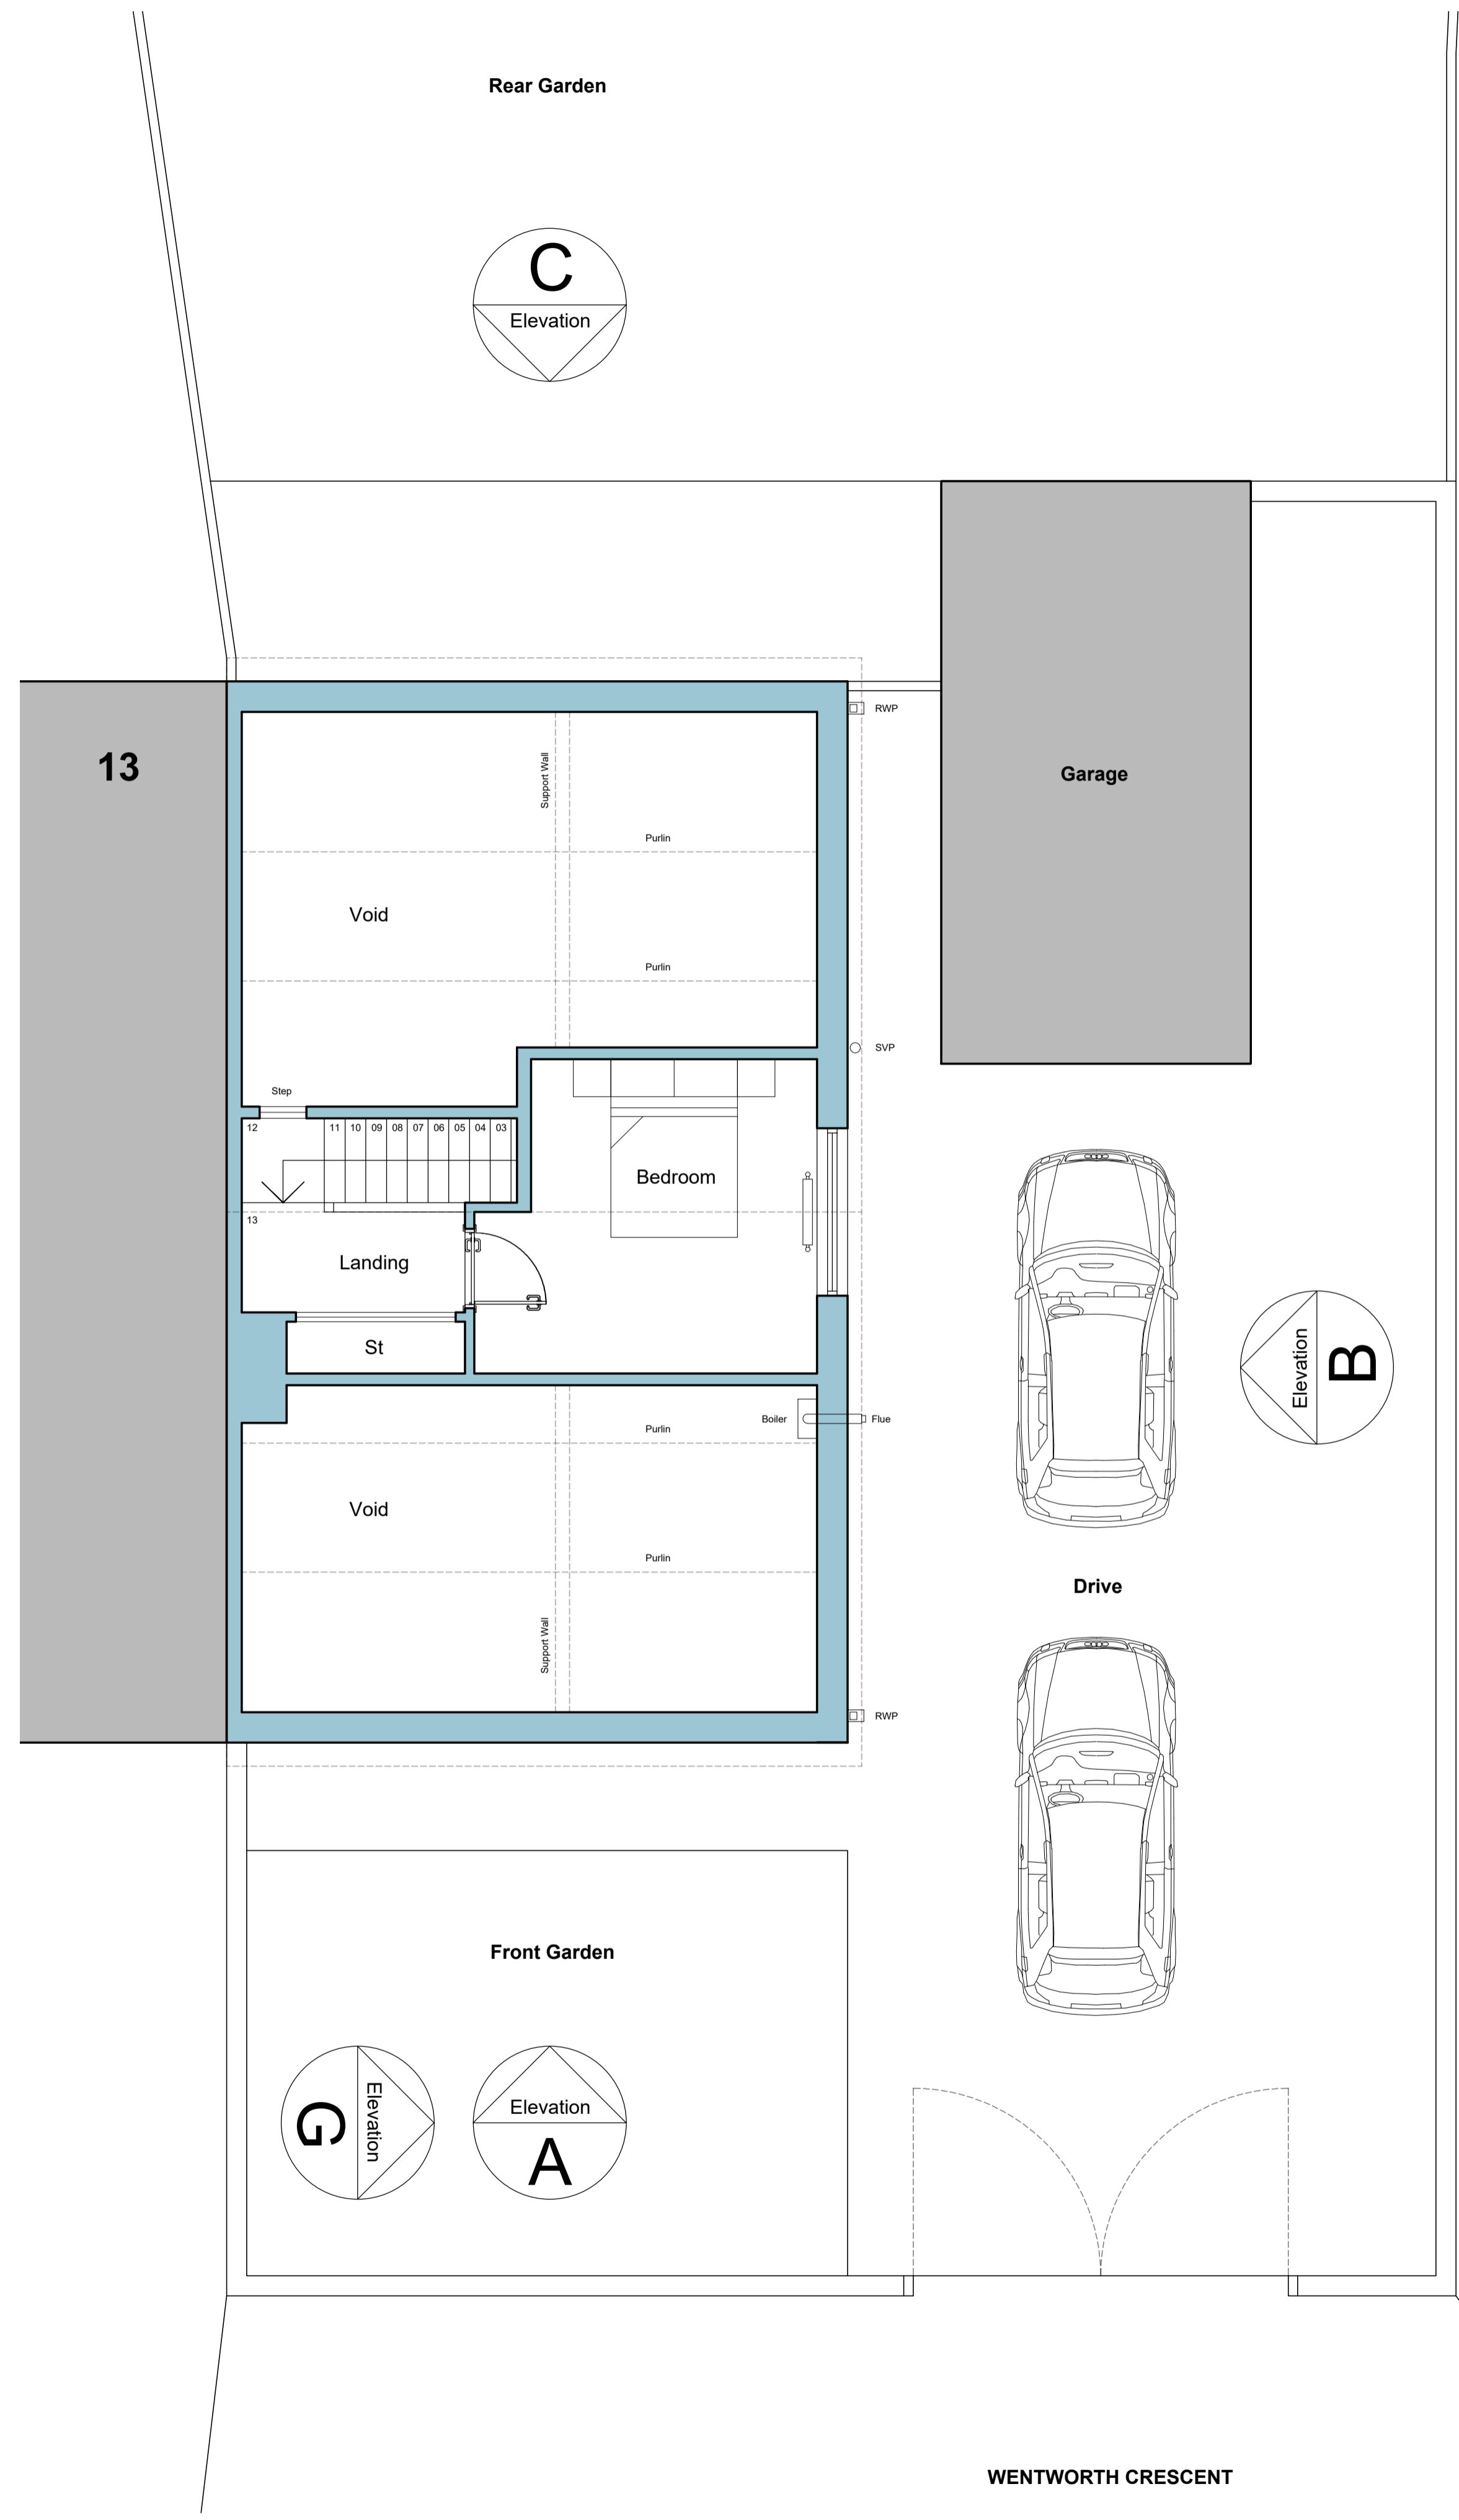 Rear Garden
C
Elevation
RWP
13
Support Wall
Garage
Purlin
Void
Purlin
SVP
Step
12
11 10 09 08 07 06 05 04 03
Bedroom
13
Landing
St
Elevation
B
Boiler
Flue
Purlin
Void
Purlin
Drive
Support Wall
RWP
Front Garden
G
Elevation
Elevation
A
WENTWORTH CRESCENT